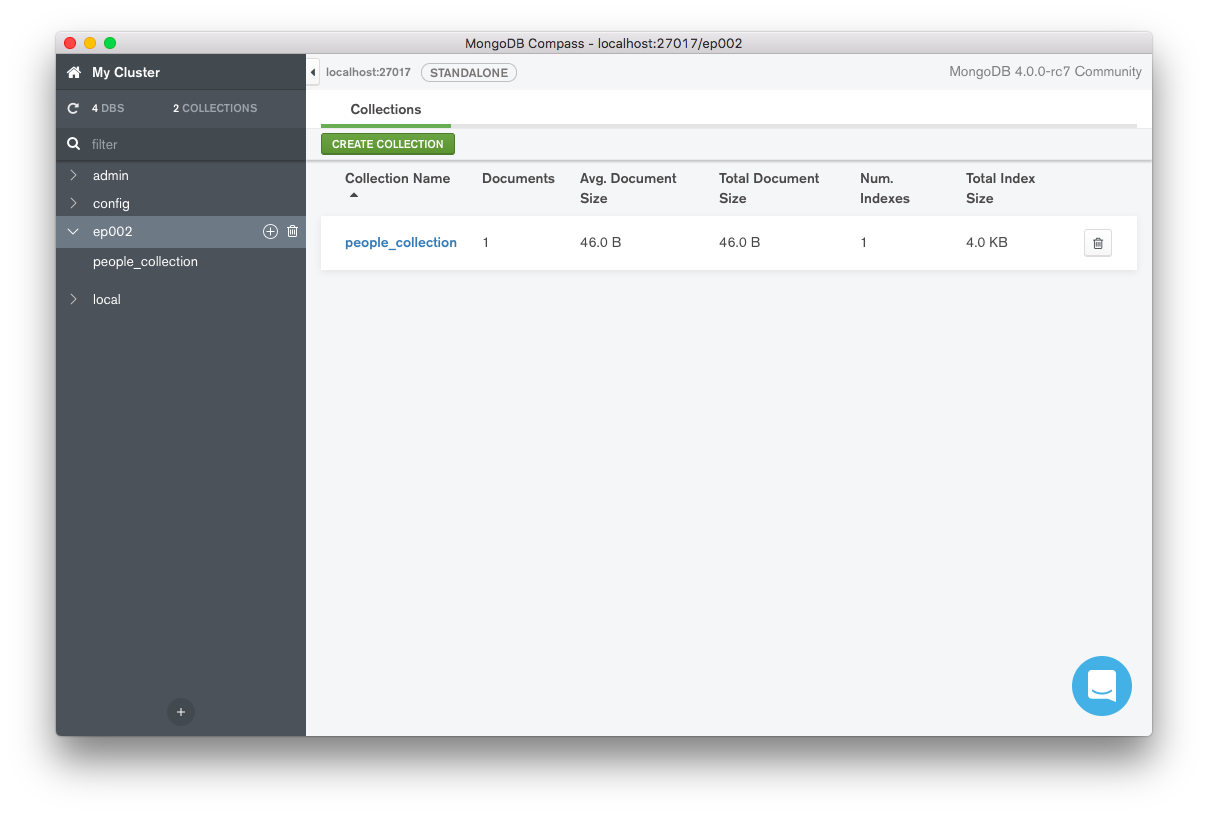 MongoDB Compass - localhost:27017/ep002
My Cluster
localhost:27017 STANDALONE MongoDB 4.0.0-rc7 Community
4 DBS 2 COLLECTIONS
Collections
filter
CREATE COLLECTION
admin
config
ep002
people_collection
local
Collection Name Documents Avg. Document Size Total Document Size Num. Indexes Total Index Size
people_collection 1 46.0 B 46.0 B 1 4.0 KB